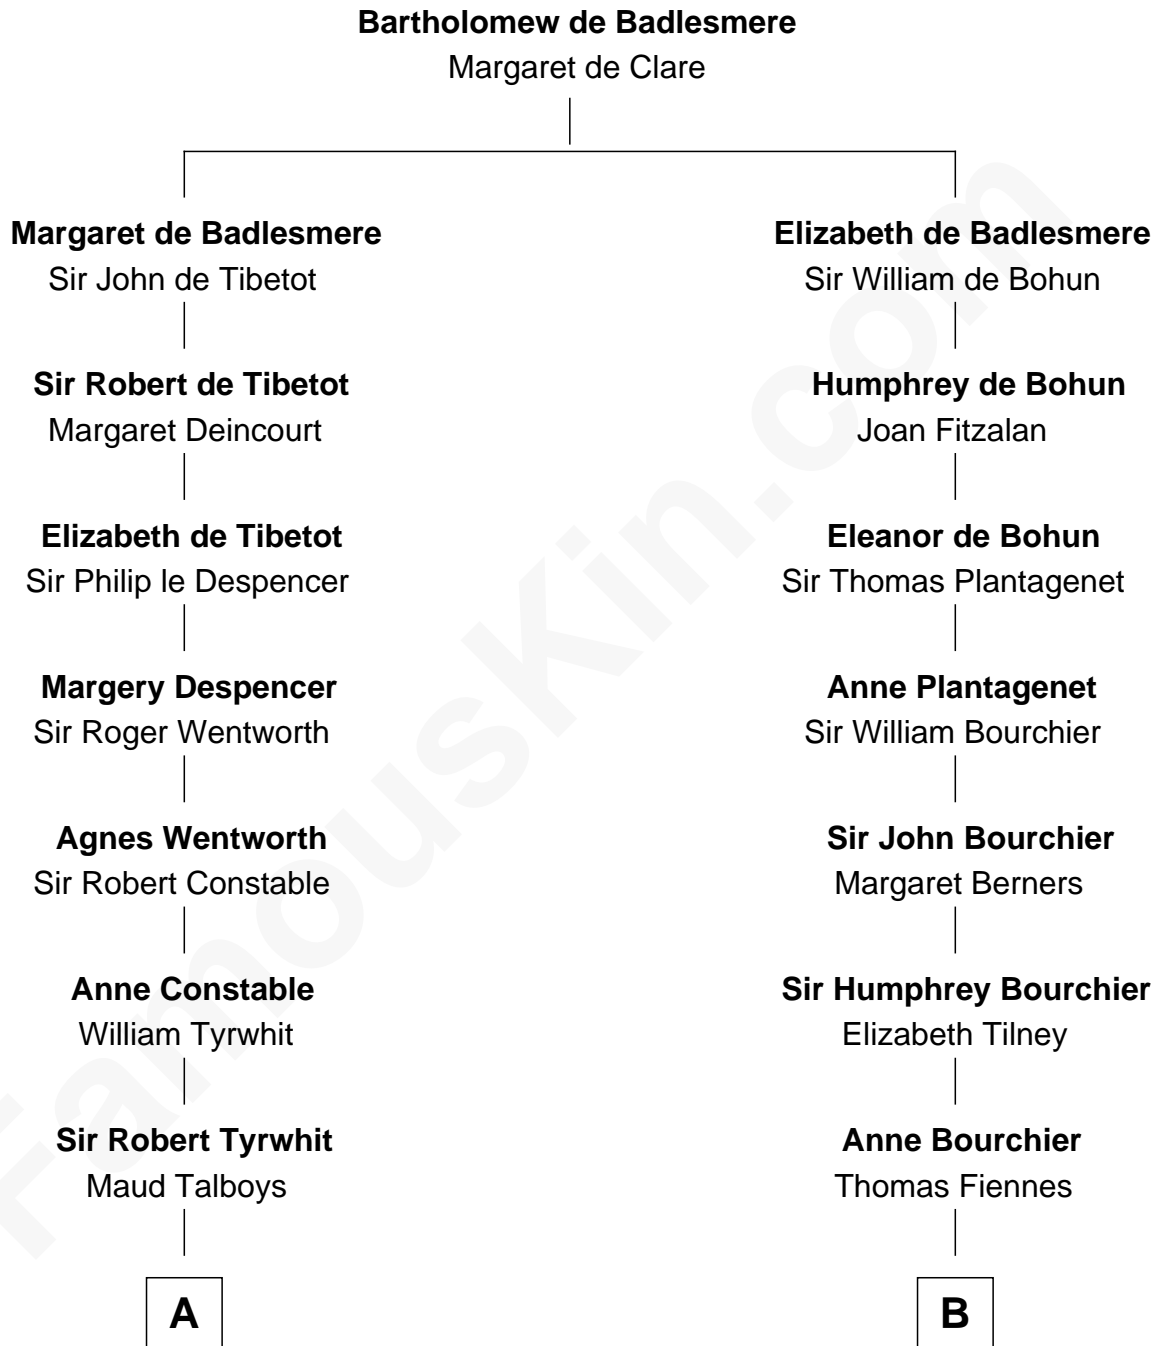 Bartholomew de Badlesmere
Margaret de Clare
Margaret de Badlesmere
Sir John de Tibetot
Elizabeth de Badlesmere
Sir William de Bohun
Sir Robert de Tibetot
Margaret Deincourt
Humphrey de Bohun
Joan Fitzalan
Elizabeth de Tibetot
Sir Philip le Despencer
Eleanor de Bohun
Sir Thomas Plantagenet
Margery Despencer
Sir Roger Wentworth
Anne Plantagenet
Sir William Bourchier
Agnes Wentworth
Sir Robert Constable
Sir John Bourchier
Margaret Berners
Anne Constable
William Tyrwhit
Sir Humphrey Bourchier
Elizabeth Tilney
Sir Robert Tyrwhit
Maud Talboys
Anne Bourchier
Thomas Fiennes
A
B
FamousKin.com